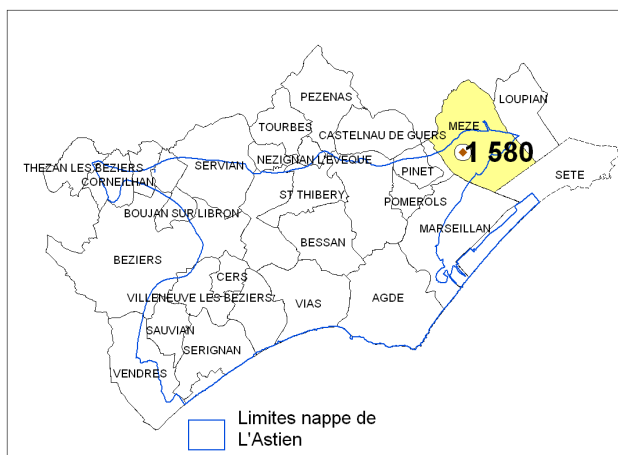 LOUPIAN
PEZENAS
TOURBES
MEZE
CASTELNAU DE GUERS
1 580
NEZIGNAN L'EVEQUE
SERVIAN
THEZAN LES BEZIERS
CORNEILHAN
PINET
SETE
ST THIBERY
POMEROLS
BOUJAN SUR LIBRON
MARSEILLAN
BESSAN
BEZIERS
CERS
VILLENEUVE LES BEZIERS
VIAS
AGDE
SAUVIAN
SERIGNAN
VENDRES
Limites nappe de
L'Astien